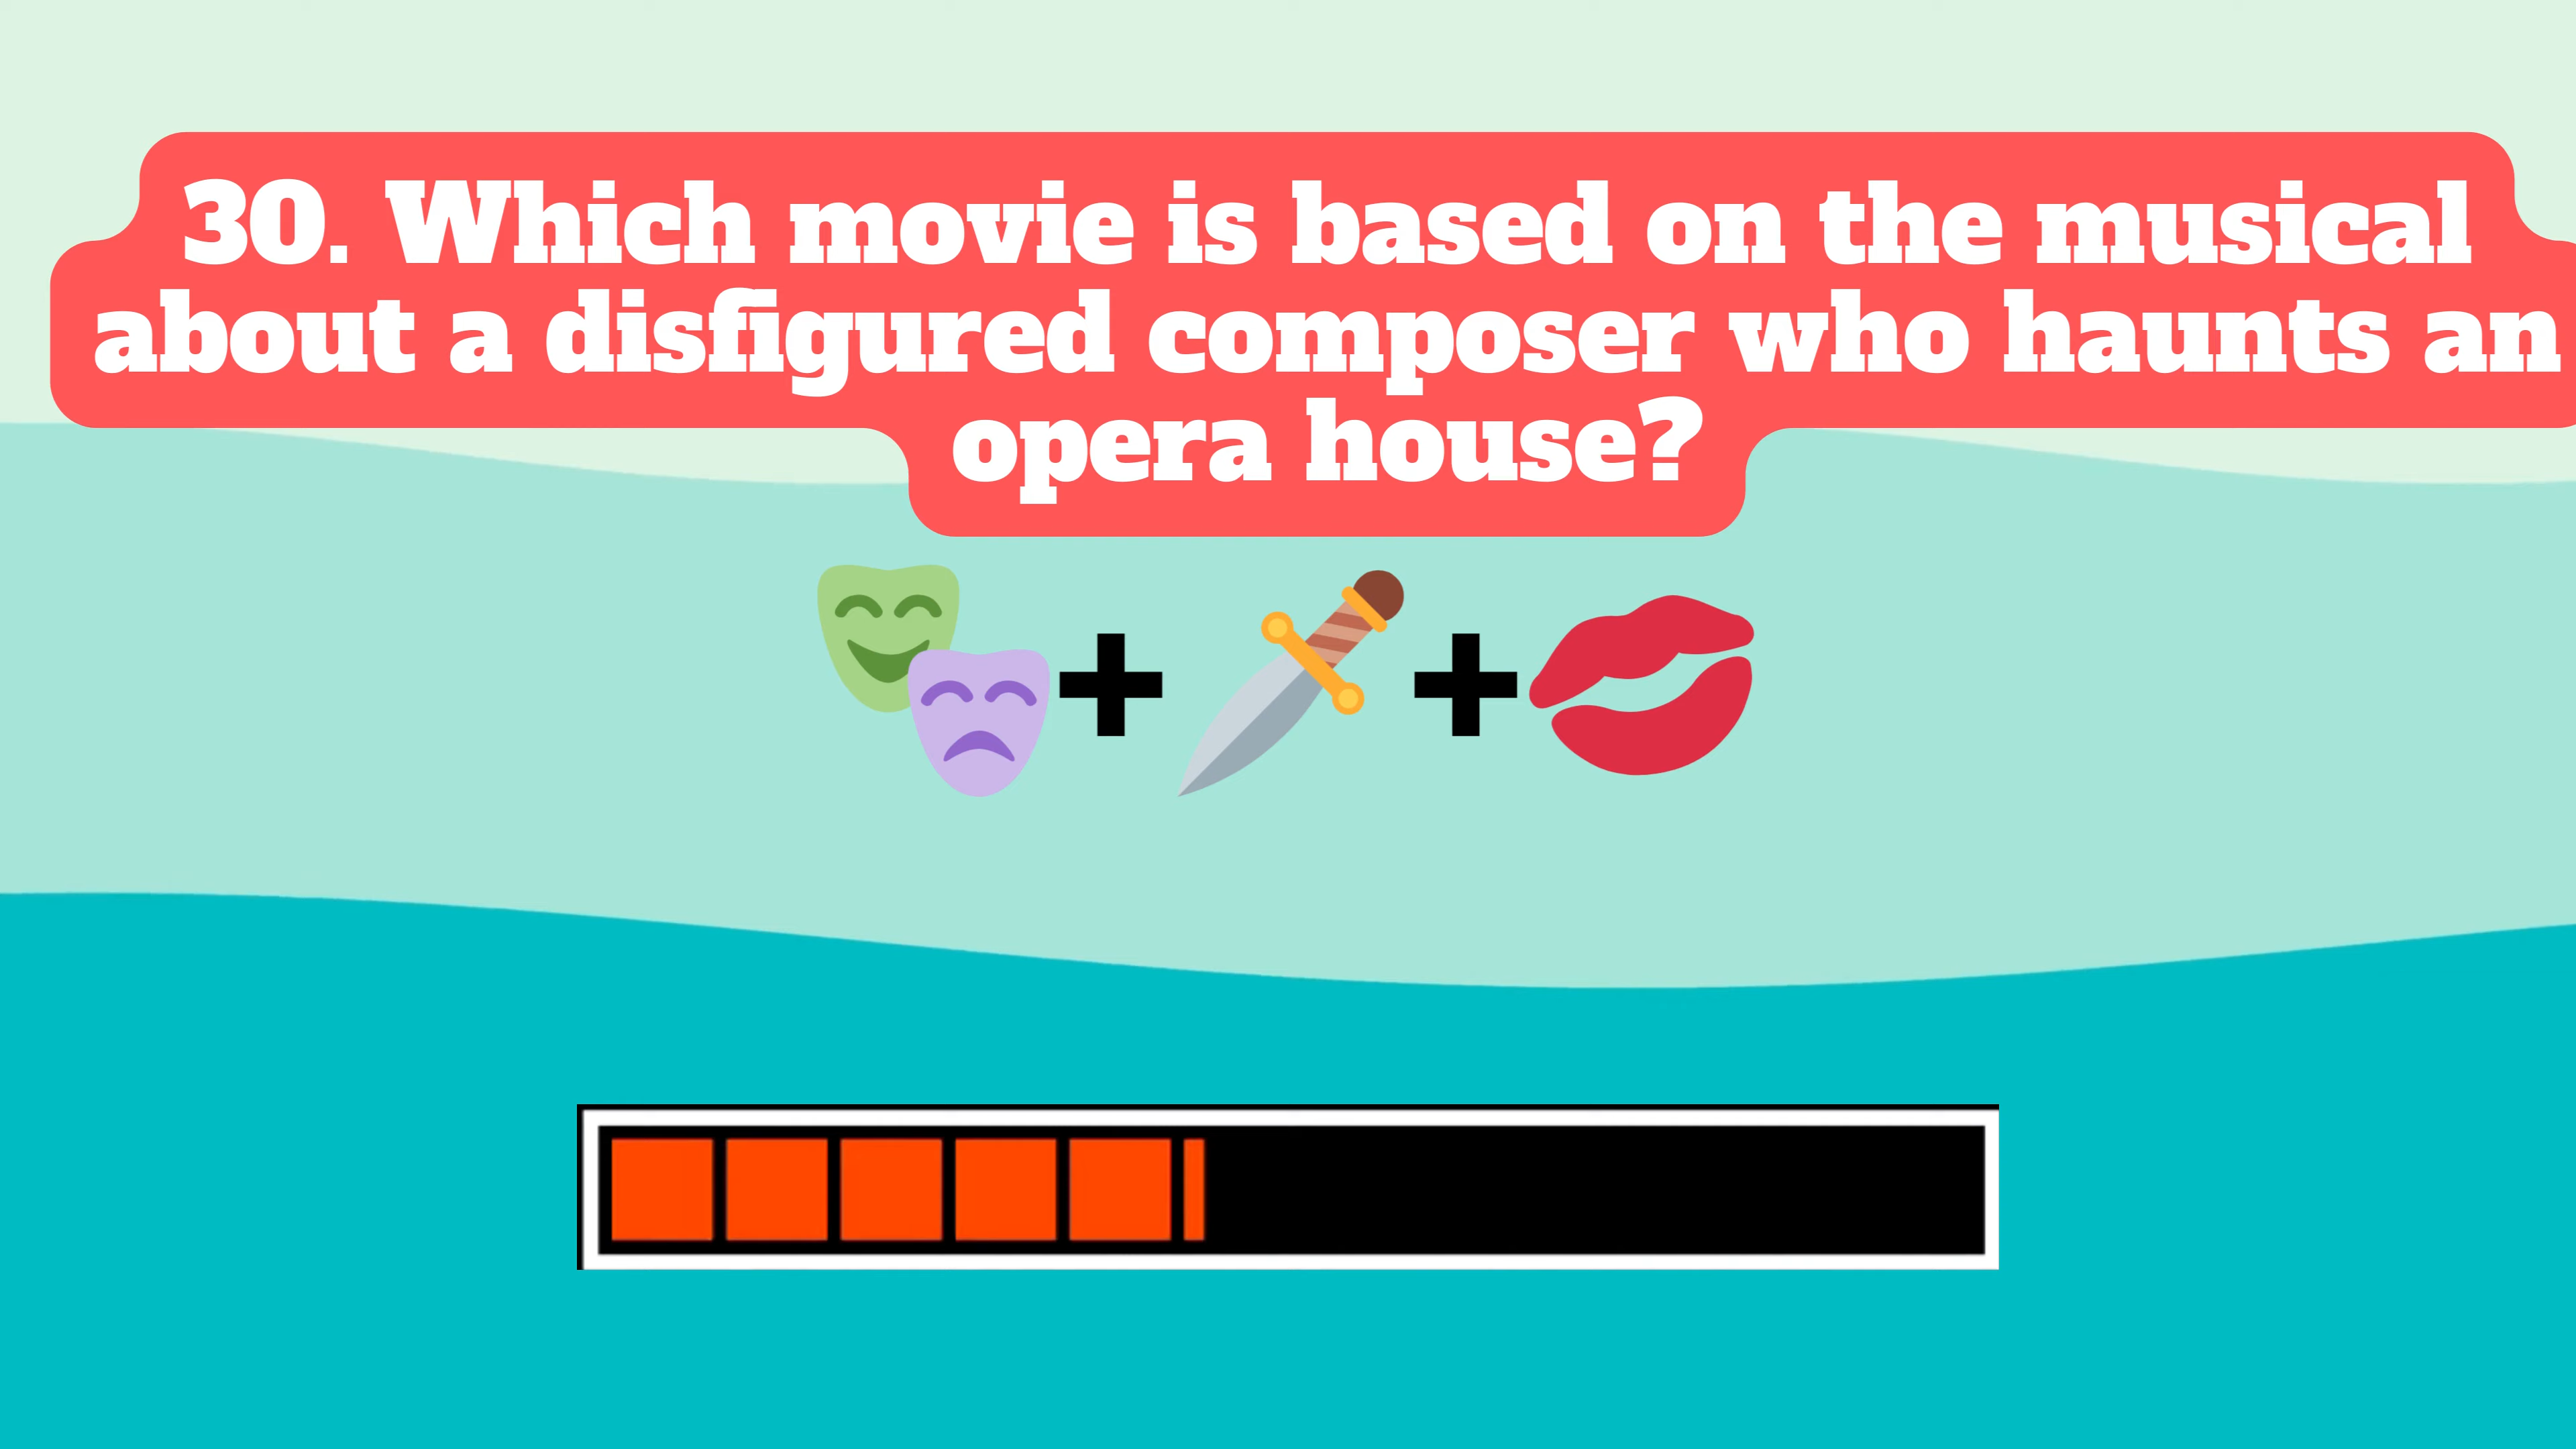 30. Which movie is based on the musical
about a disfigured composer who haunts an
opera house?